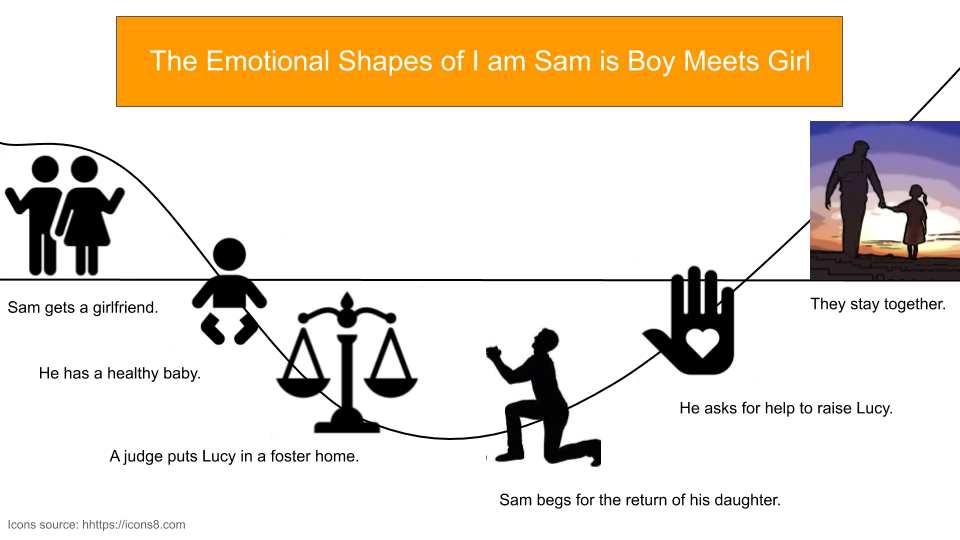 The Emotional Shapes of I am Sam is Boy Meets Girl
Sam gets a girlfriend.
He has a healthy baby.
A judge puts Lucy in a foster home.
Sam begs for the return of his daughter.
He asks for help to raise Lucy.
They stay together.
Icons source: hhttps://icons8.com